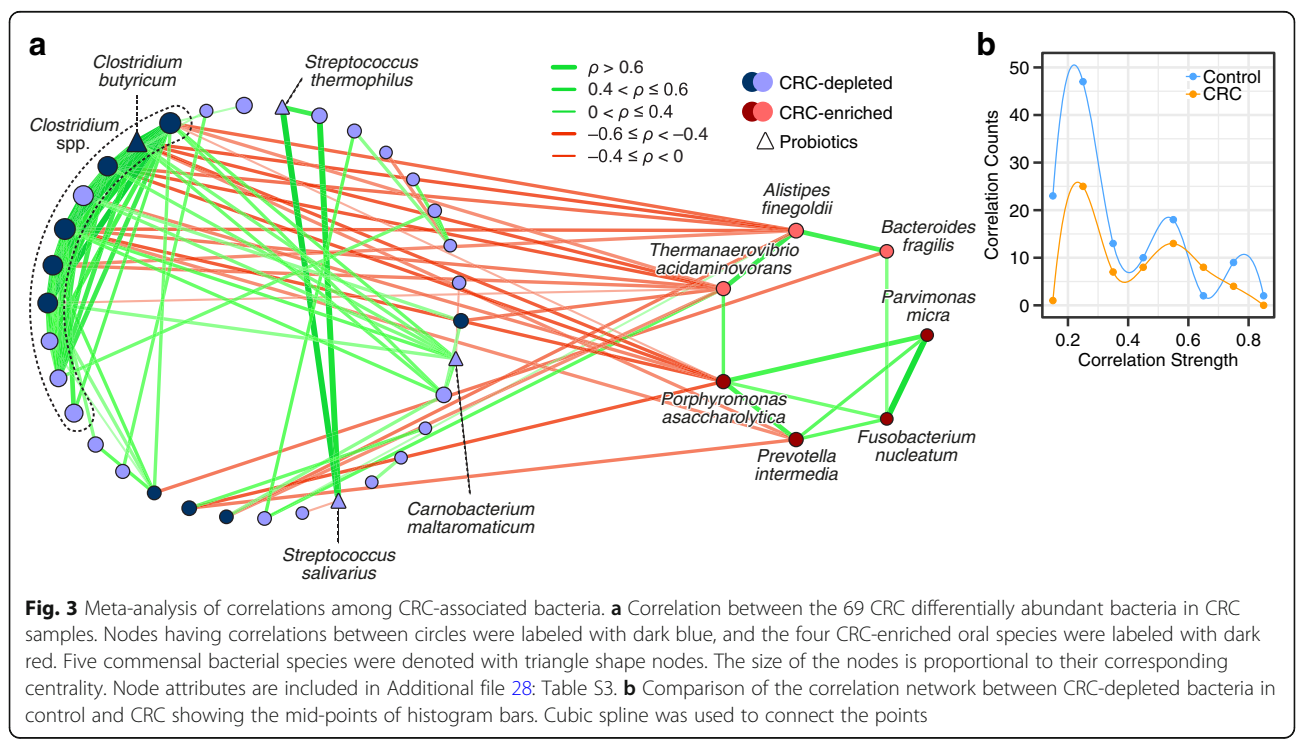 a
Clostridium
butyricum
Streptococcus
thermophilus
Clostridium
spp.
ρ > 0.6
0.4 < ρ ≤ 0.6
0 < ρ ≤ 0.4
−0.6 ≤ ρ < −0.4
−0.4 ≤ ρ < 0
CRC-depleted
CRC-enriched
Probiotics
Alistipes
finegoldii
Bacteroides
fragilis
Thermanaerovibrio
acidaminovorans
Parvimonas
micra
Porphyromonas
asaccharolytica
Fusobacterium
nucleatum
Prevotella
intermedia
Carnobacterium
maltaromaticum
Streptococcus
salivarius
b
Correlation Counts
50
40
30
20
10
0
Control
CRC
0.2 0.4 0.6 0.8
Correlation Strength
Fig. 3 Meta-analysis of correlations among CRC-associated bacteria. a Correlation between the 69 CRC differentially abundant bacteria in CRC
samples. Nodes having correlations between circles were labeled with dark blue, and the four CRC-enriched oral species were labeled with dark
red. Five commensal bacterial species were denoted with triangle shape nodes. The size of the nodes is proportional to their corresponding
centrality. Node attributes are included in Additional file 28: Table S3. b Comparison of the correlation network between CRC-depleted bacteria in
control and CRC showing the mid-points of histogram bars. Cubic spline was used to connect the points